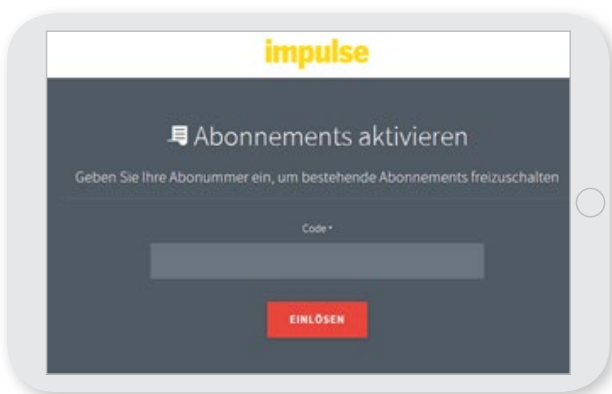 impulse
Abonnements aktivieren
Geben Sie Ihre Abonummer ein, um bestehende Abonnements freizuschalten
Code *
EINLÖSEN